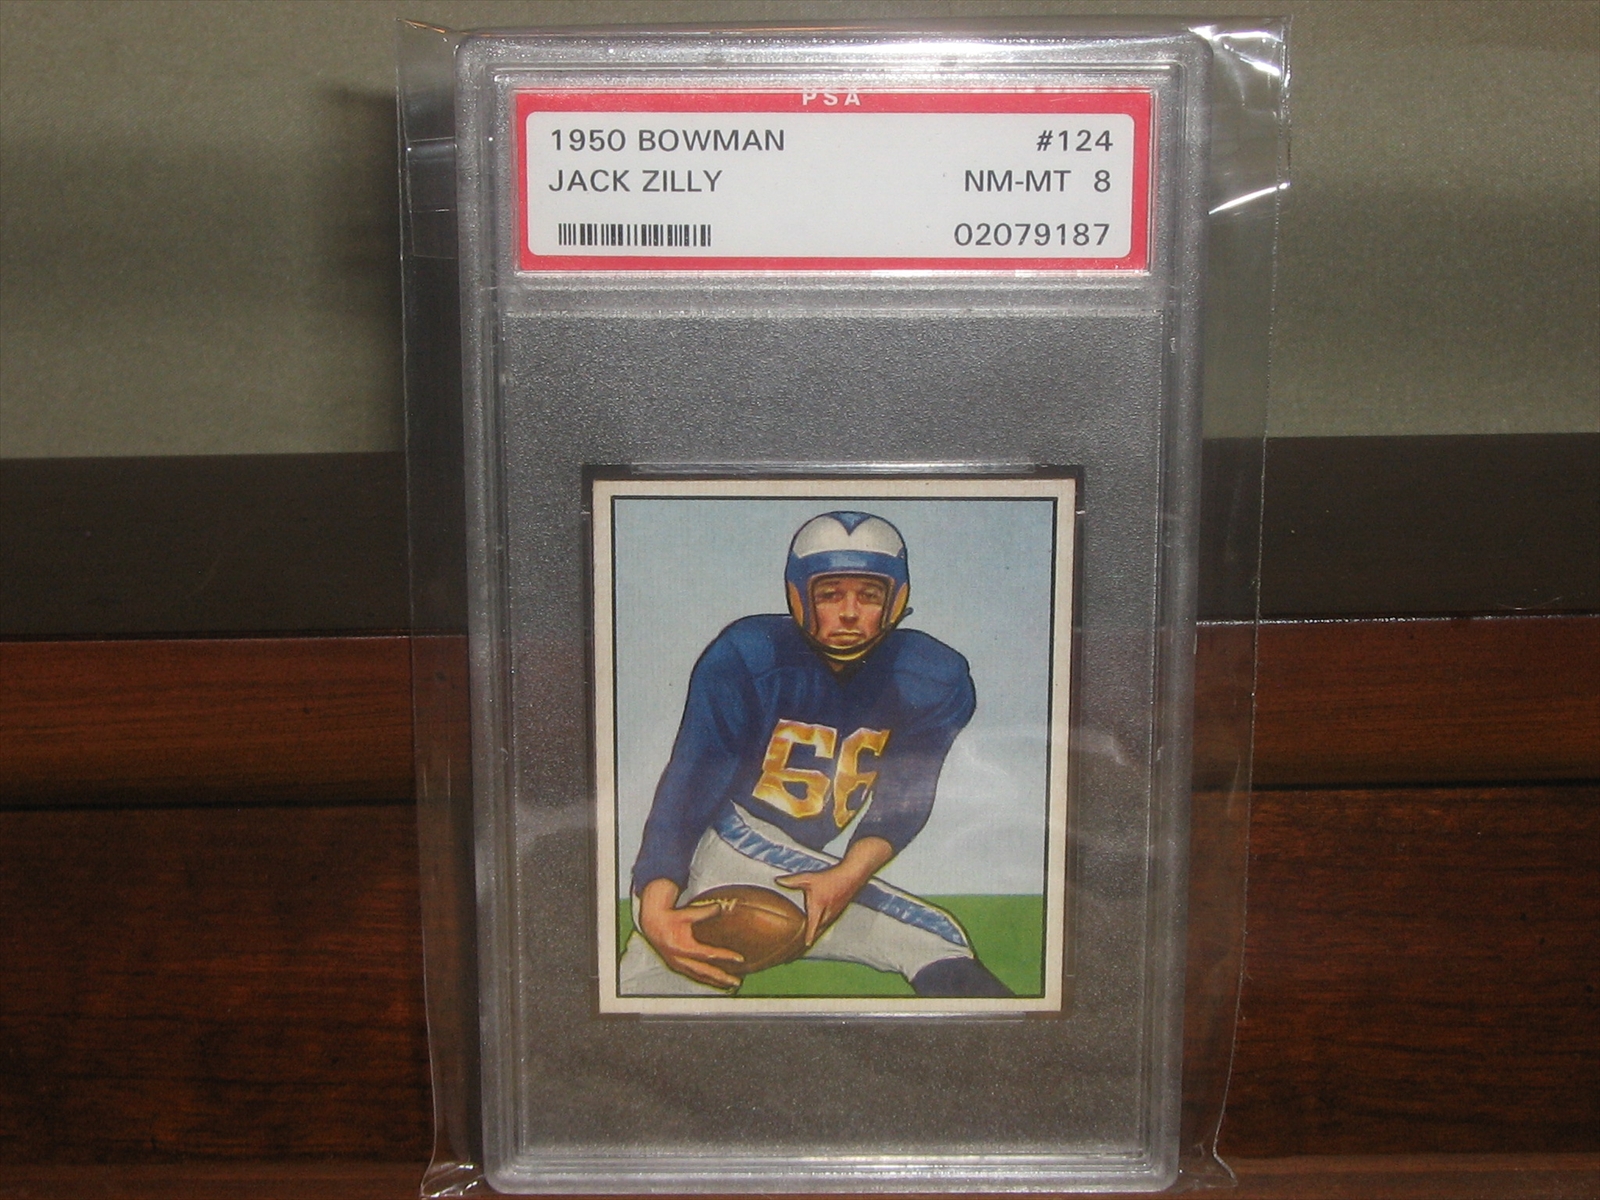 PSA
1950 BOWMAN #124
JACK ZILLY NM-MT 8
02079187
66